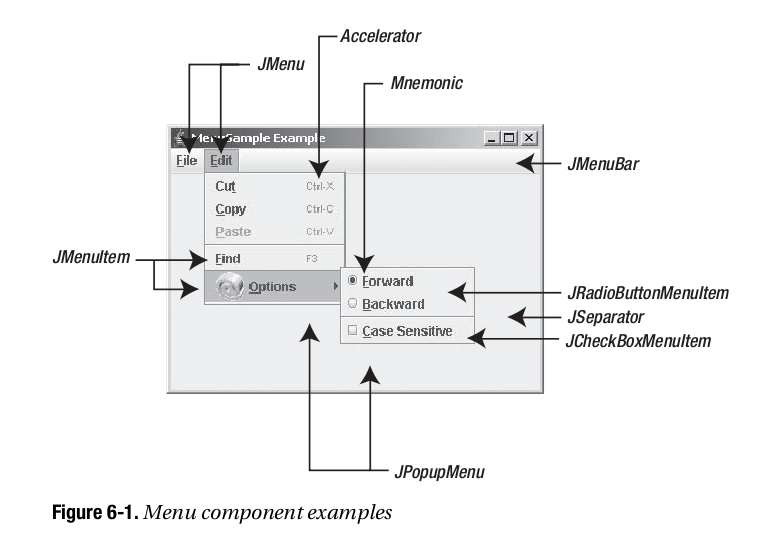 Accelerator
JMenu
Mnemonic
MenuSample Example
File Edit
JMenuBar
Cut Ctrl-X
Copy Ctrl-C
Paste Ctrl-V
JMenuItem
Find F3
Options
Forward
JRadioButtonMenuItem
Backward
JSeparator
Case Sensitive
JCheckBoxMenuItem
JPopupMenu
Figure 6-1. Menu component examples